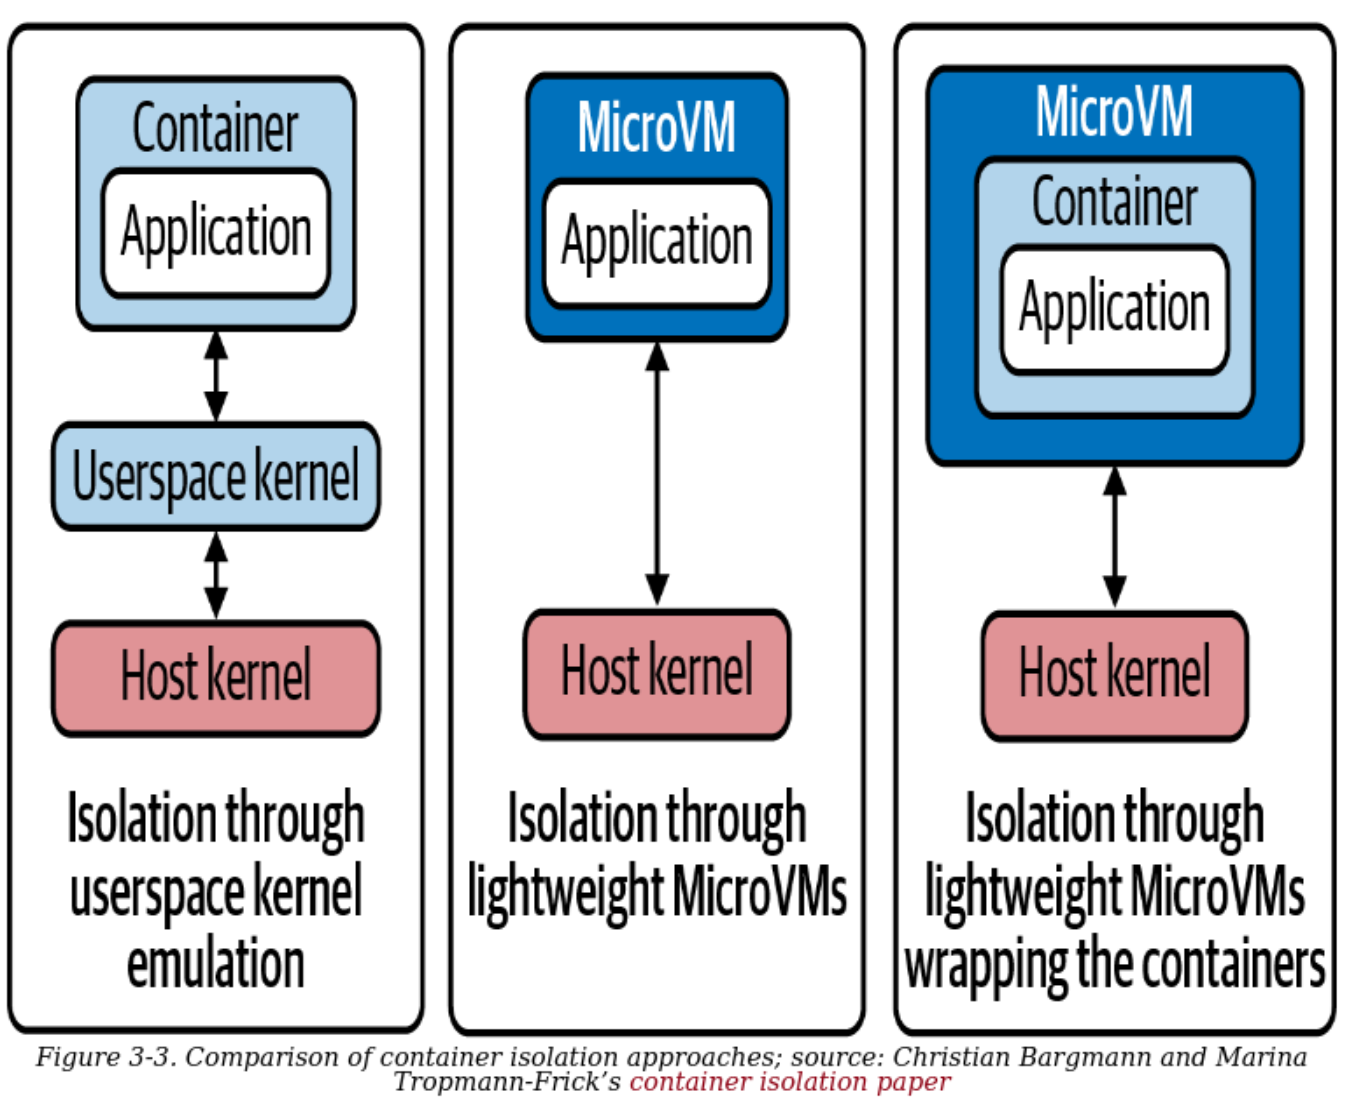 Container
Application
Userspace kernel
Host kernel
Isolation through
userspace kernel
emulation
MicroVM
Application
Host kernel
Isolation through
lightweight MicroVMs
MicroVM
Container
Application
Host kernel
Isolation through
lightweight MicroVMs
wrapping the containers
Figure 3-3. Comparison of container isolation approaches; source: Christian Bargmann and Marina
Tropmann-Frick’s container isolation paper